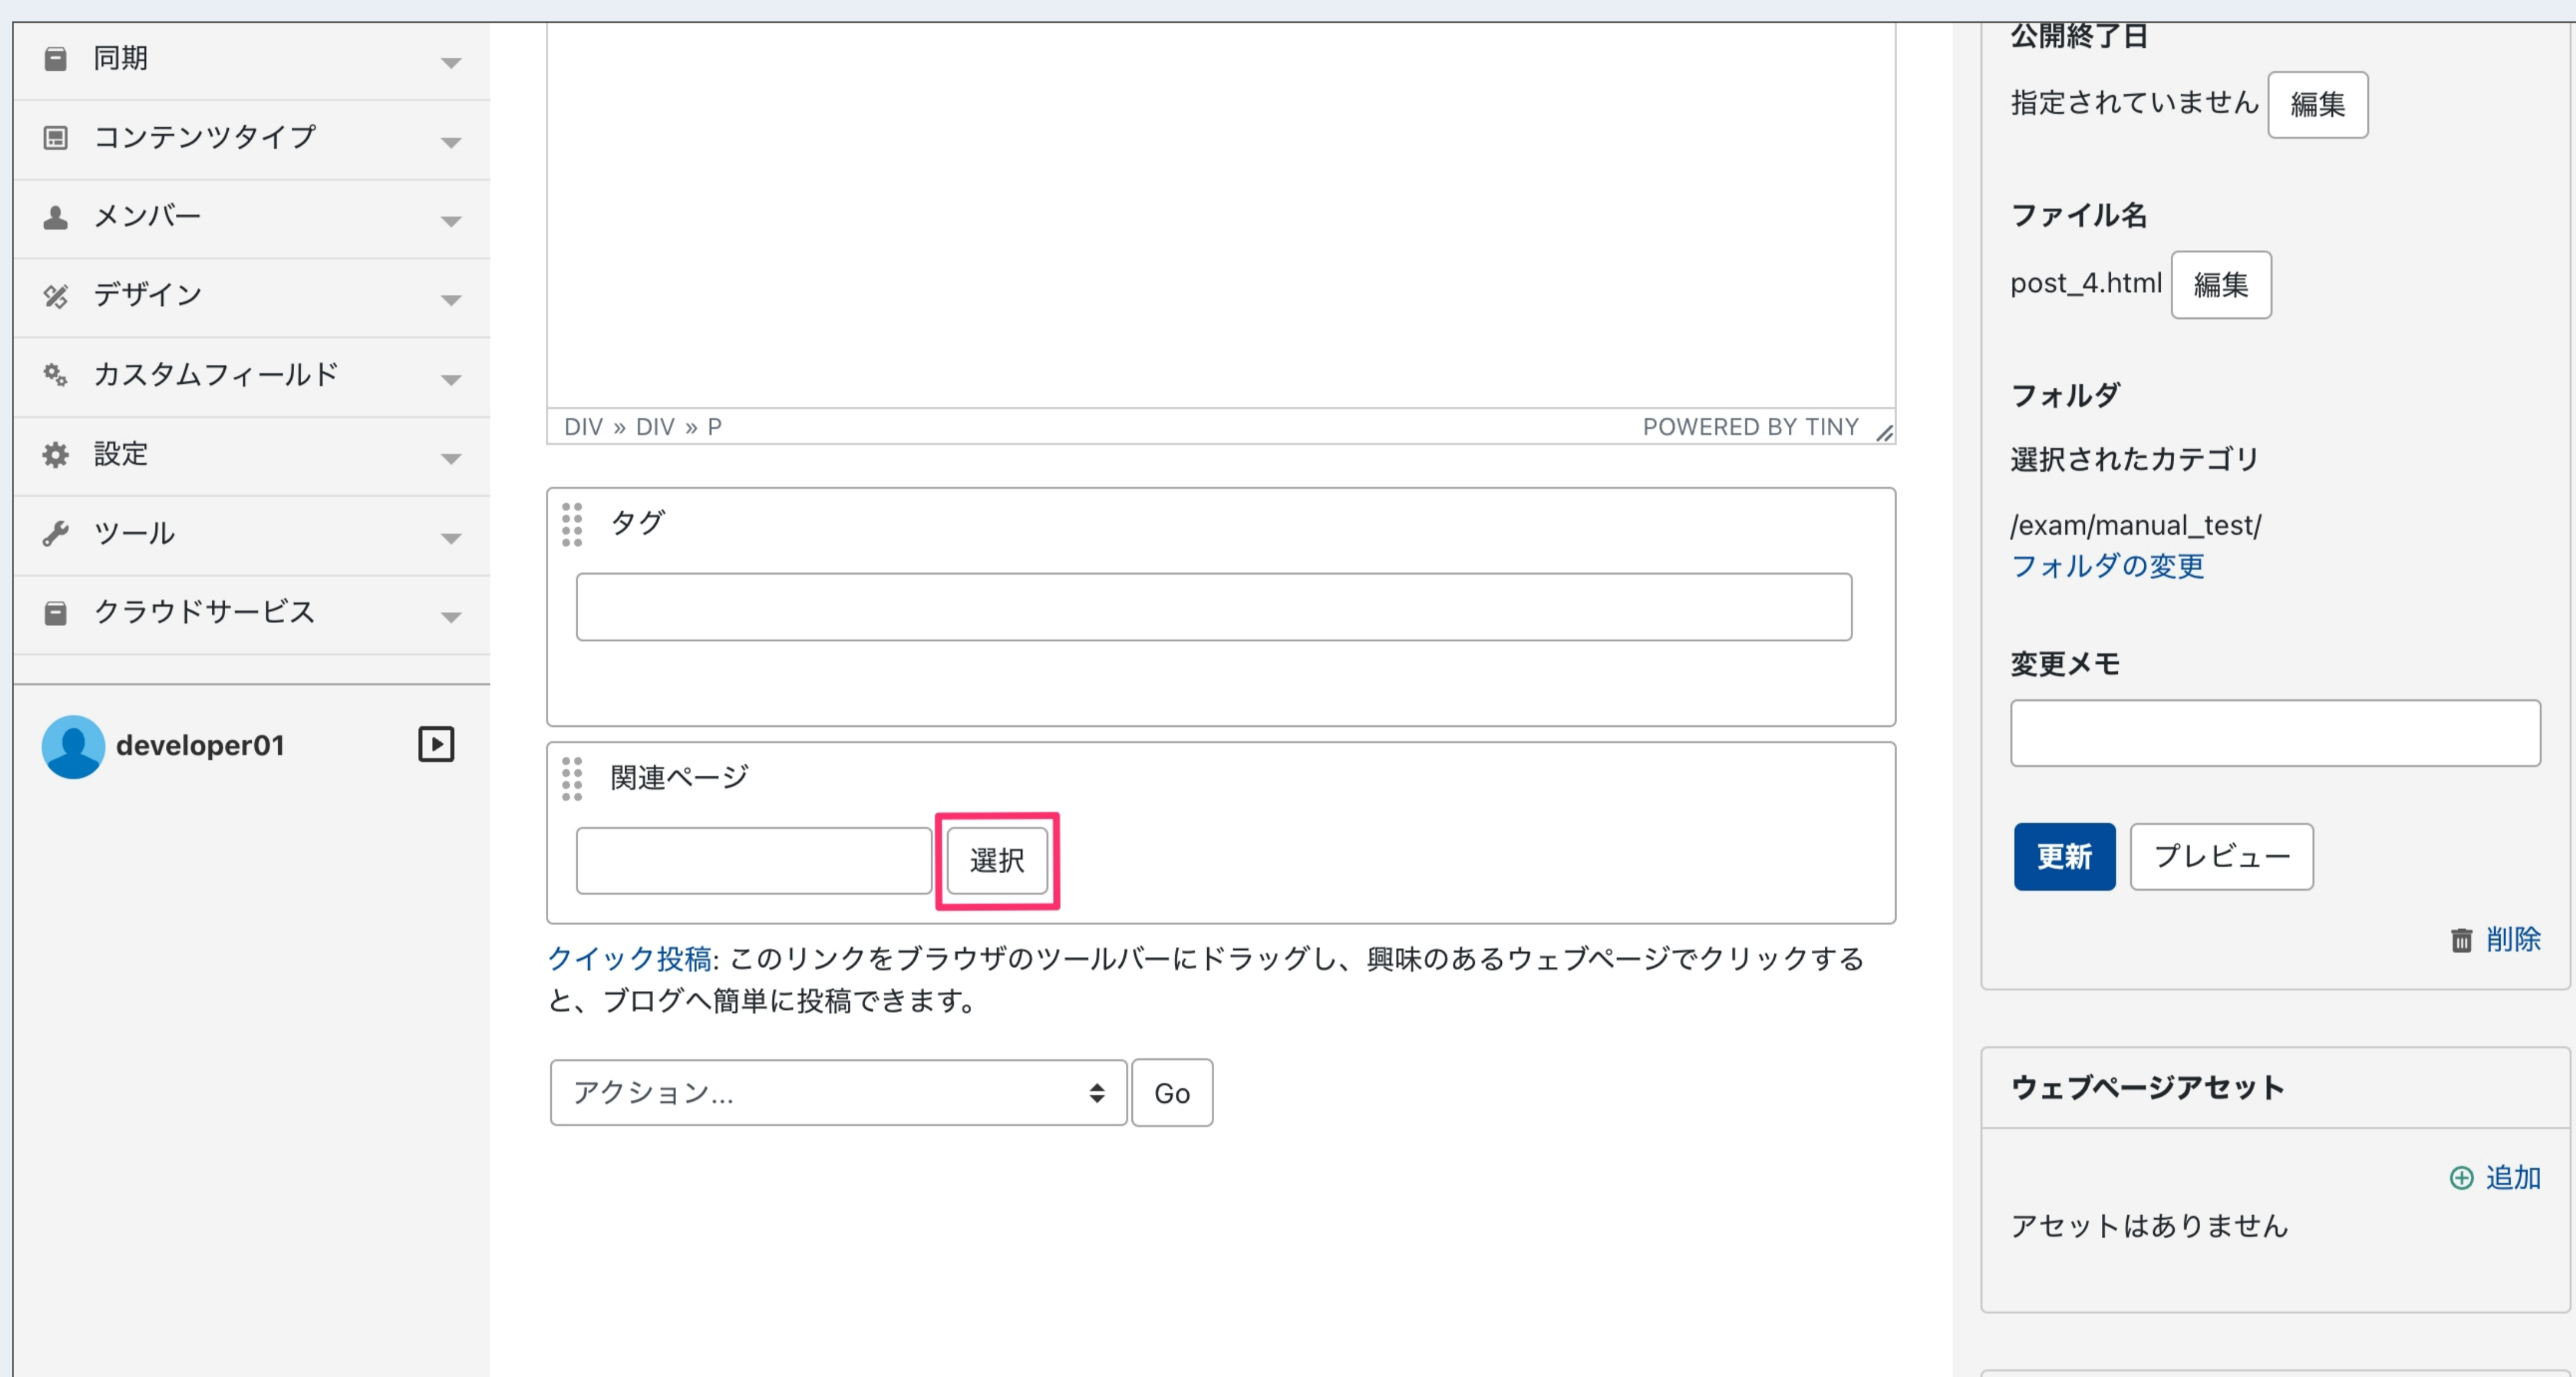 同期
コンテンツタイプ
メンバー
デザイン
カスタムフィールド
設定
ツール
クラウドサービス
developer01
DIV » DIV » P
POWERED BY TINY
タグ
関連ページ
選択
クイック投稿: このリンクをブラウザのツールバーにドラッグし、興味のあるウェブページでクリックする
と、ブログへ簡単に投稿できます。
アクション...
Go
公開終了日
指定されていません 編集
ファイル名
post_4.html 編集
フォルダ
選択されたカテゴリ
/exam/manual_test/
フォルダの変更
変更メモ
更新 プレビュー
削除
ウェブページアセット
追加
アセットはありません